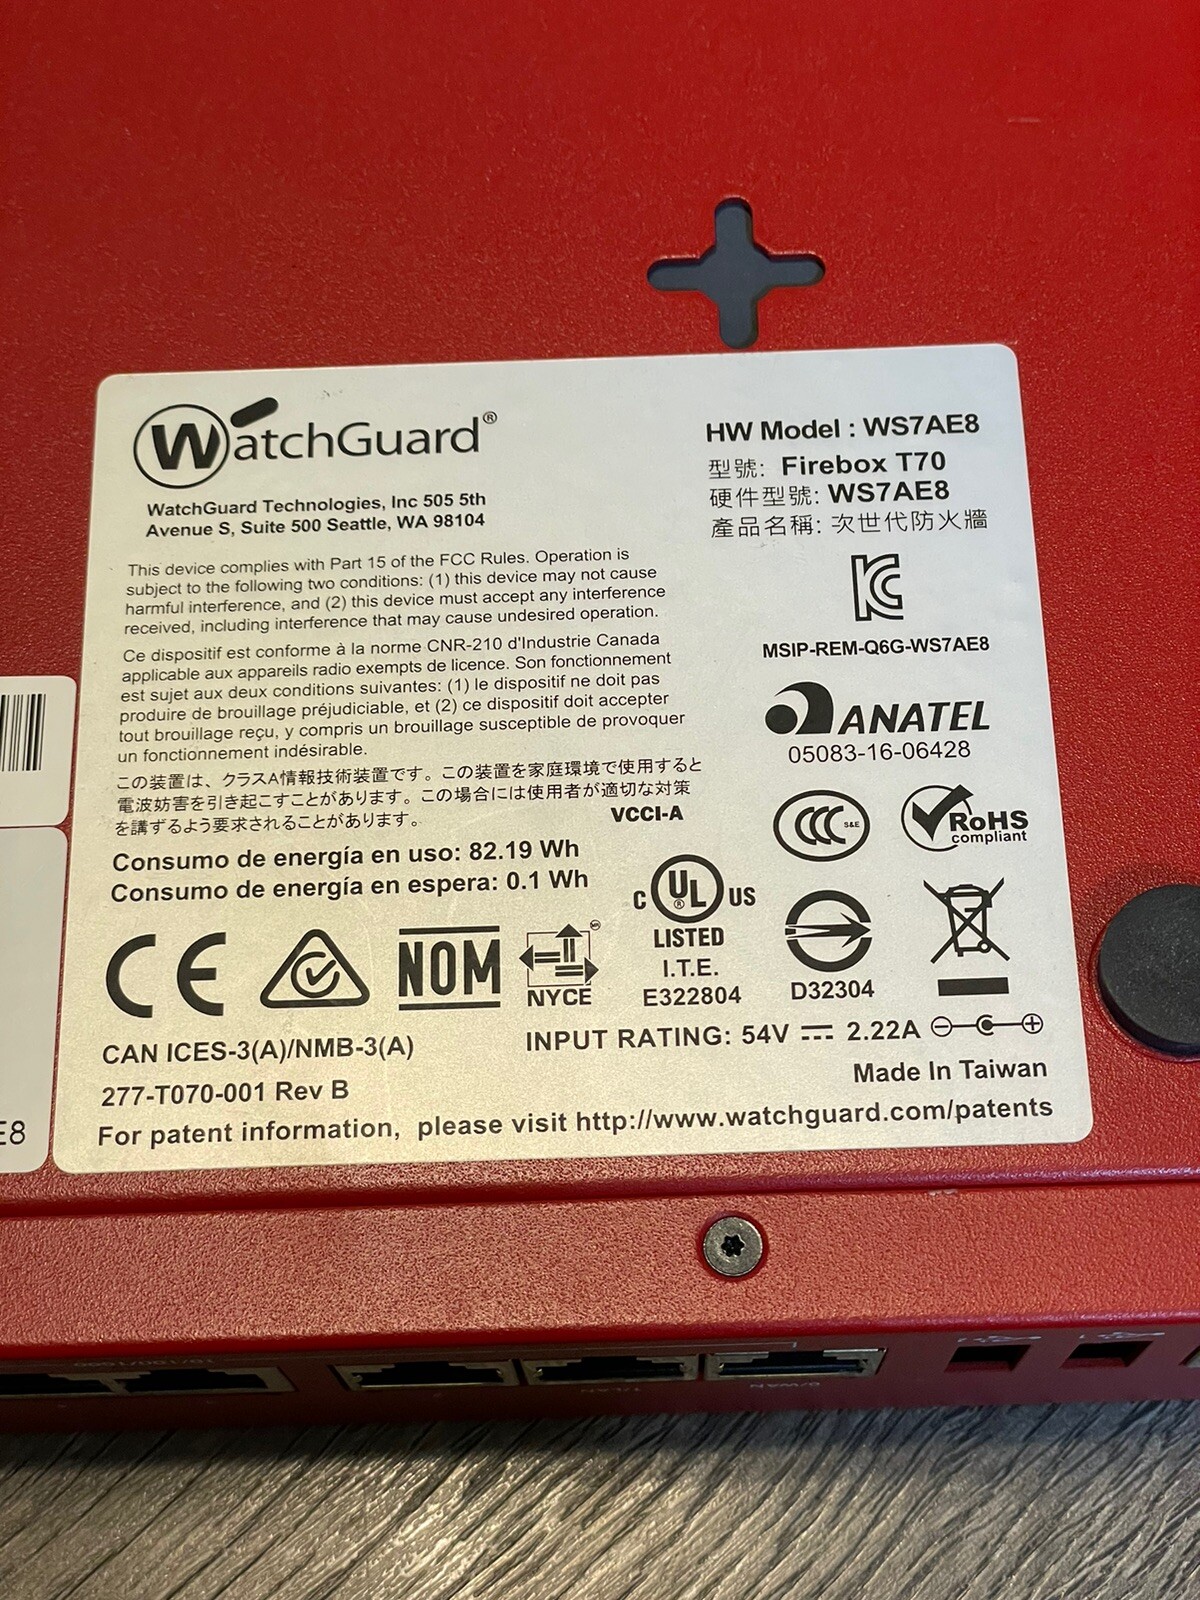 WatchGuard®
WatchGuard Technologies, Inc 505 5th
Avenue S, Suite 500 Seattle, WA 98104
HW Model : WS7AE8
型號: Firebox T70
硬件型號: WS7AE8
產品名稱: 次世代防火牆
This device complies with Part 15 of the FCC Rules. Operation is
subject to the following two conditions: (1) this device may not cause
harmful interference, and (2) this device must accept any interference
received, including interference that may cause undesired operation.
Ce dispositif est conforme à la norme CNR-210 d'Industrie Canada
applicable aux appareils radio exempts de licence. Son fonctionnement
est sujet aux deux conditions suivantes: (1) le dispositif ne doit pas
produire de brouillage préjudiciable, et (2) ce dispositif doit accepter
tout brouillage reçu, y compris un brouillage susceptible de provoquer
un fonctionnement indésirable.
この装置は、クラスA情報技術装置です。この装置を家庭環境で使用すると
電波妨害を引き起こすことがあります。この場合には使用者が適切な対策
を講ずるよう要求されることがあります。
VCCI-A
MSIP-REM-Q6G-WS7AE8
ANATEL
05083-16-06428
CCC S&E
RoHS
compliant
Consumo de energía en uso: 82.19 Wh
Consumo de energía en espera: 0.1 Wh
C UL® US
LISTED
I.T.E.
E322804
D32304
CE
NOM
NYCE
CAN ICES-3(A)/NMB-3(A)
INPUT RATING: 54V 2.22A
277-T070-001 Rev B
Made In Taiwan
For patent information, please visit http://www.watchguard.com/patents
E8
10/100/1000
1/LAN
0/WAN